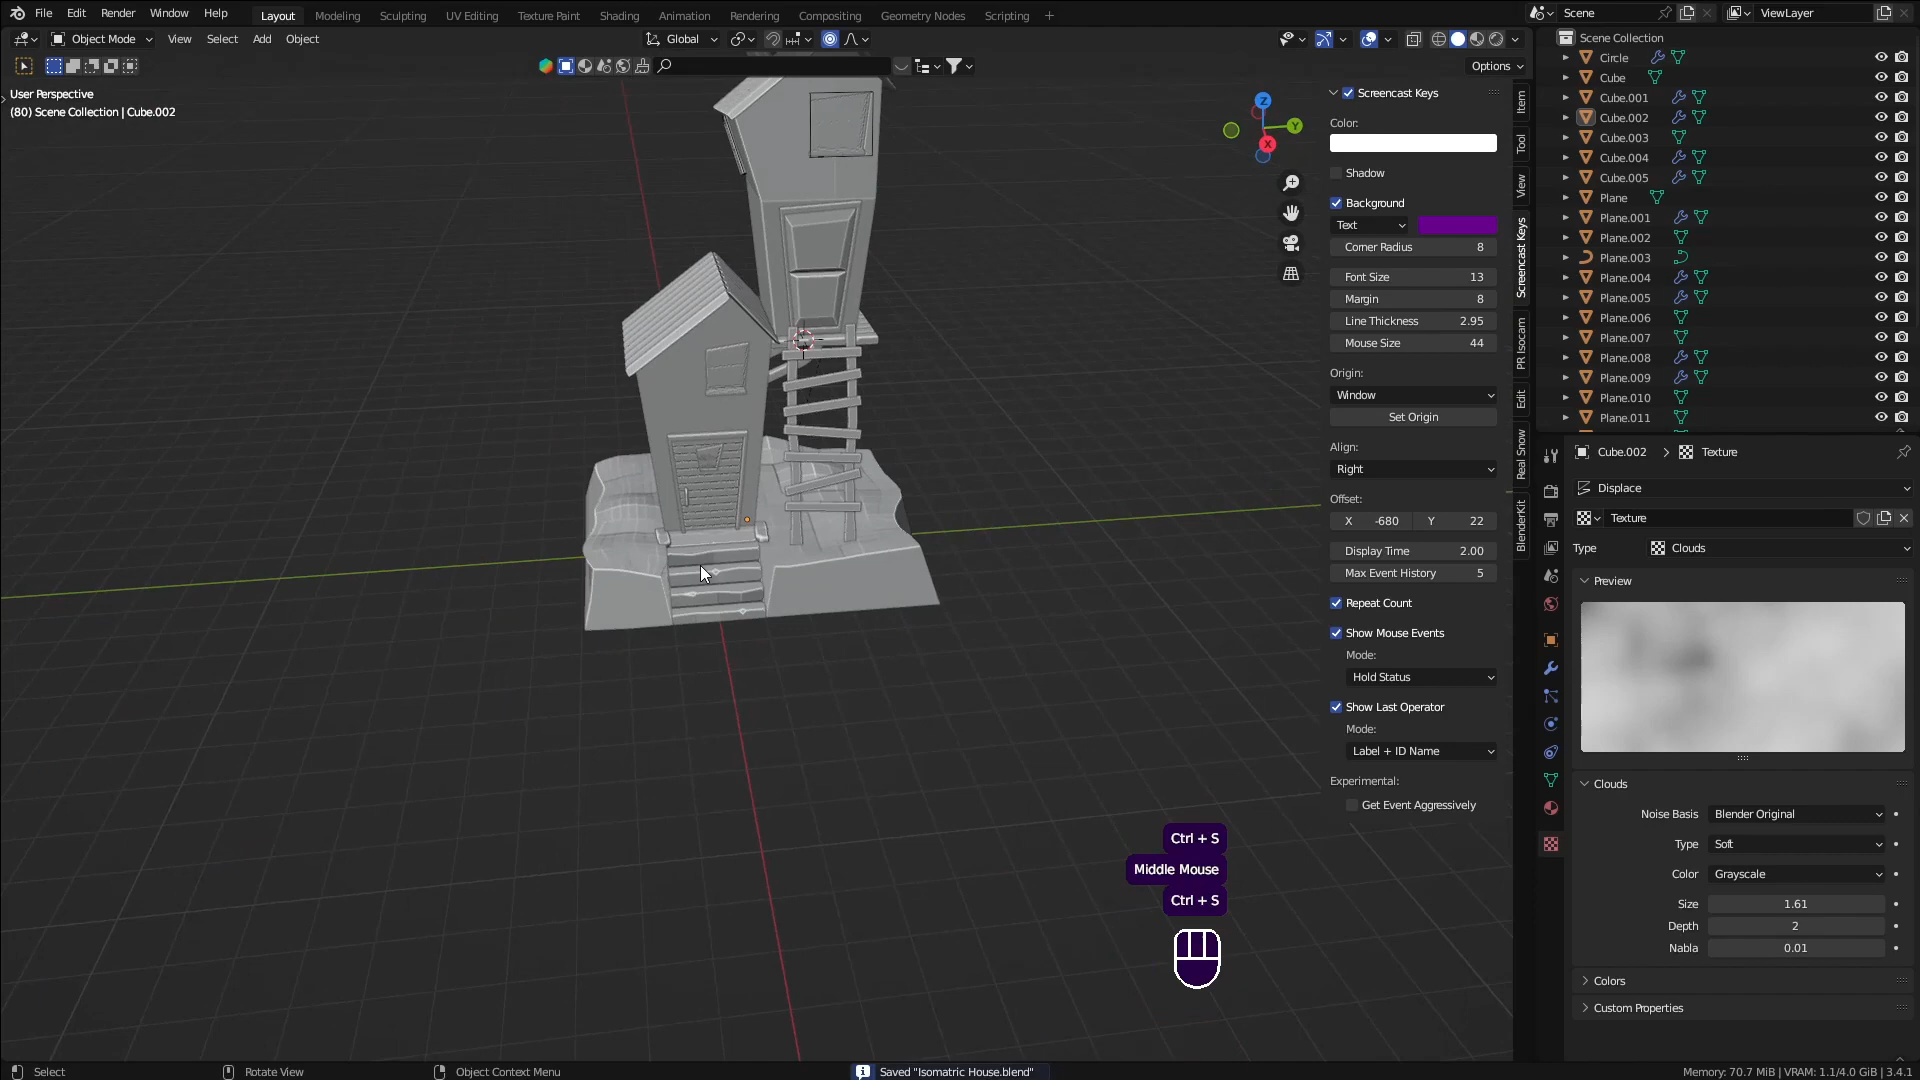 File Edit Render Window Help Layout Modeling Sculpting UV Editing Texture Paint Shading Animation Rendering Compositing Geometry Nodes Scripting + Scene ViewLayer
Object Mode View Select Add Object Global
Options
User Perspective
(80) Scene Collection | Cube.002
Z
Y
X
Screencast Keys
Color:
Shadow
Background
Text
Corner Radius 8
Font Size 13
Margin 8
Line Thickness 2.95
Mouse Size 44
Origin:
Window
Set Origin
Align:
Right
Offset:
X -680 Y 22
Display Time 2.00
Max Event History 5
Repeat Count
Show Mouse Events
Mode:
Hold Status
Show Last Operator
Mode:
Label + ID Name
Experimental:
Get Event Aggressively
Item
Tool
View
Screencast Keys
PR Isocam
Edit
Real Snow
BlenderKit
Scene Collection
Circle
Cube
Cube.001
Cube.002
Cube.003
Cube.004
Cube.005
Plane
Plane.001
Plane.002
Plane.003
Plane.004
Plane.005
Plane.006
Plane.007
Plane.008
Plane.009
Plane.010
Plane.011
Cube.002 Texture
Displace
Texture
Type Clouds
Preview
Clouds
Noise Basis Blender Original
Type Soft
Color Grayscale
Size 1.61
Depth 2
Nabla 0.01
Colors
Custom Properties
Ctrl + S
Middle Mouse
Ctrl + S
Select Rotate View Object Context Menu Saved "Isomatric House.blend" Memory: 70.7 MiB | VRAM: 1.1/4.0 GiB | 3.4.1